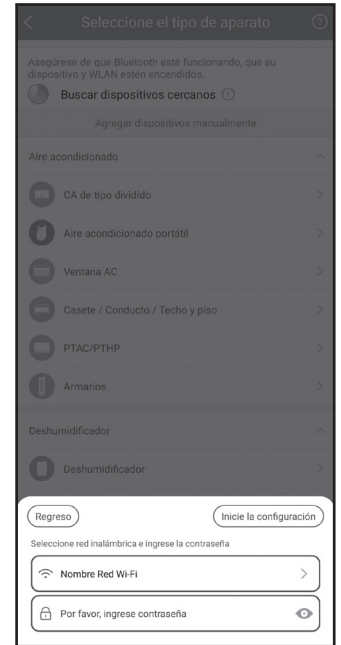 Seleccione el tipo de aparato
Asegúrese de que Bluetooth esté funcionando, que su
dispositivo y WLAN estén encendidos.
Buscar dispositivos cercanos
Agregar dispositivos manualmente
Aire acondicionado
CA de tipo dividido
Aire acondicionado portátil
Ventana AC
Casete / Conducto / Techo y piso
PTAC/PTHP
Armarios
Deshumidificador
Deshumidificador
Regreso
Inicie la configuración
Seleccione red inalámbrica e ingrese la contraseña
Nombre Red Wi-Fi
Por favor, ingrese contraseña